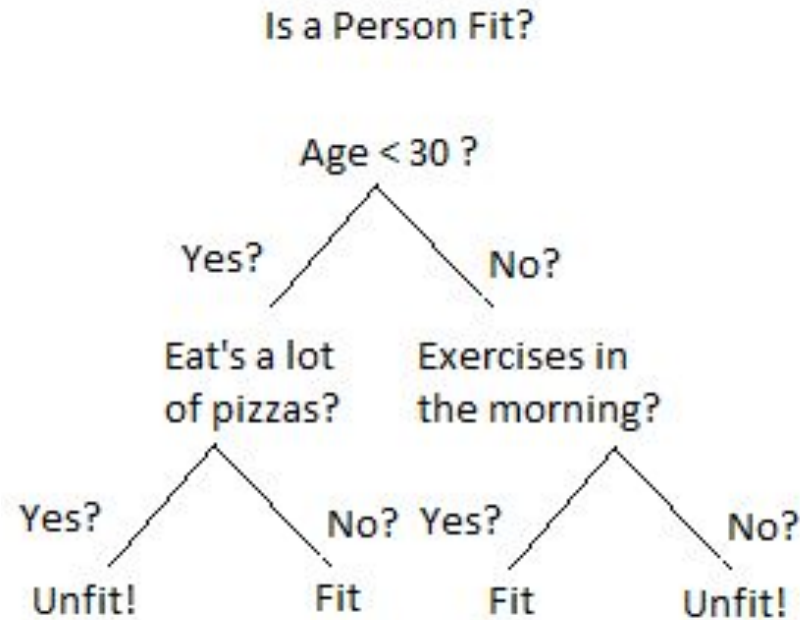 Is a Person Fit?
Age < 30 ?
Yes?
No?
Eat's a lot
of pizzas?
Exercises in
the morning?
Yes?
No?
Yes?
No?
Unfit!
Fit
Fit
Unfit!